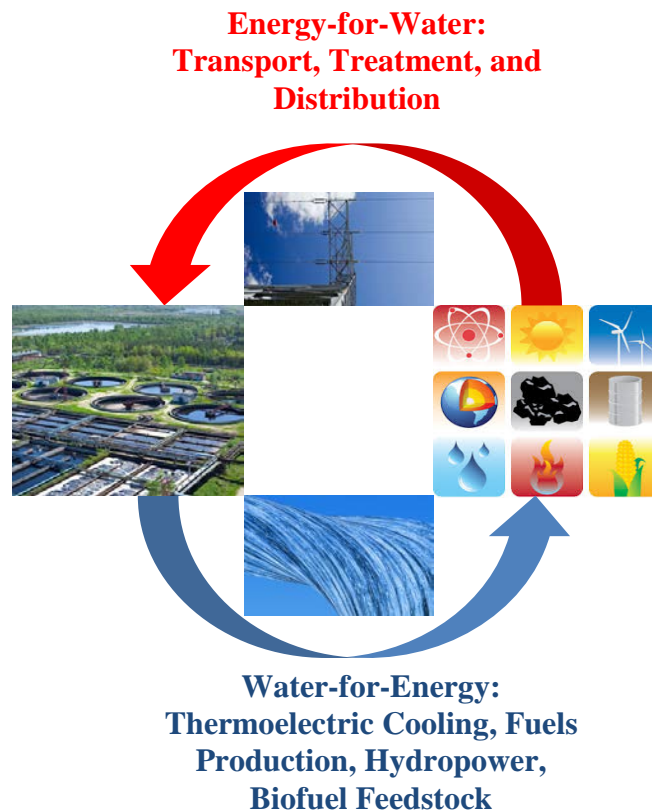 Energy-for-Water:
Transport, Treatment, and
Distribution
Water-for-Energy:
Thermoelectric Cooling, Fuels
Production, Hydropower,
Biofuel Feedstock